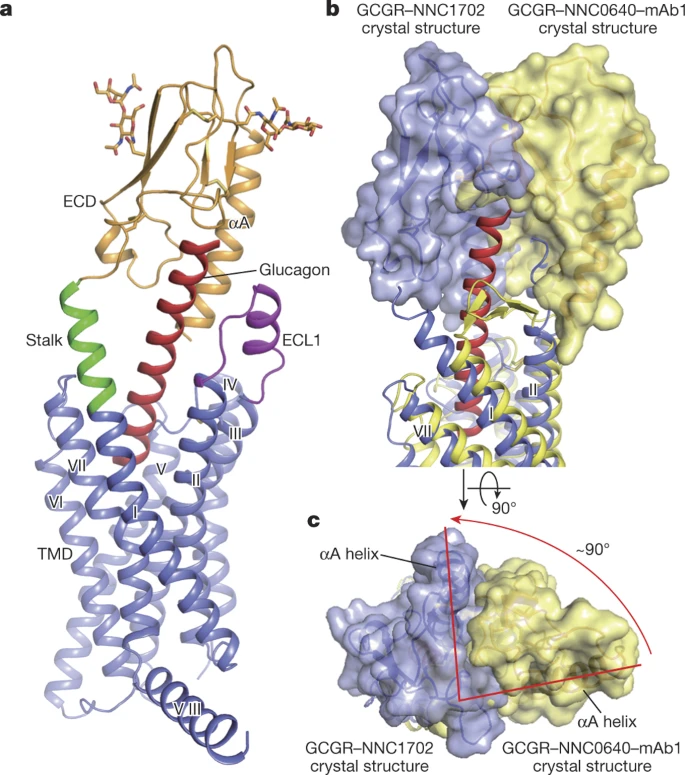 a
ECD
αA
Glucagon
Stalk
ECL1
IV
III
VII
V
II
VI
I
TMD
V III
b
GCGR–NNC1702
crystal structure
GCGR–NNC0640–mAb1
crystal structure
II
I
VII
90°
c
αA helix
~90°
αA helix
GCGR–NNC1702
crystal structure
GCGR–NNC0640–mAb1
crystal structure